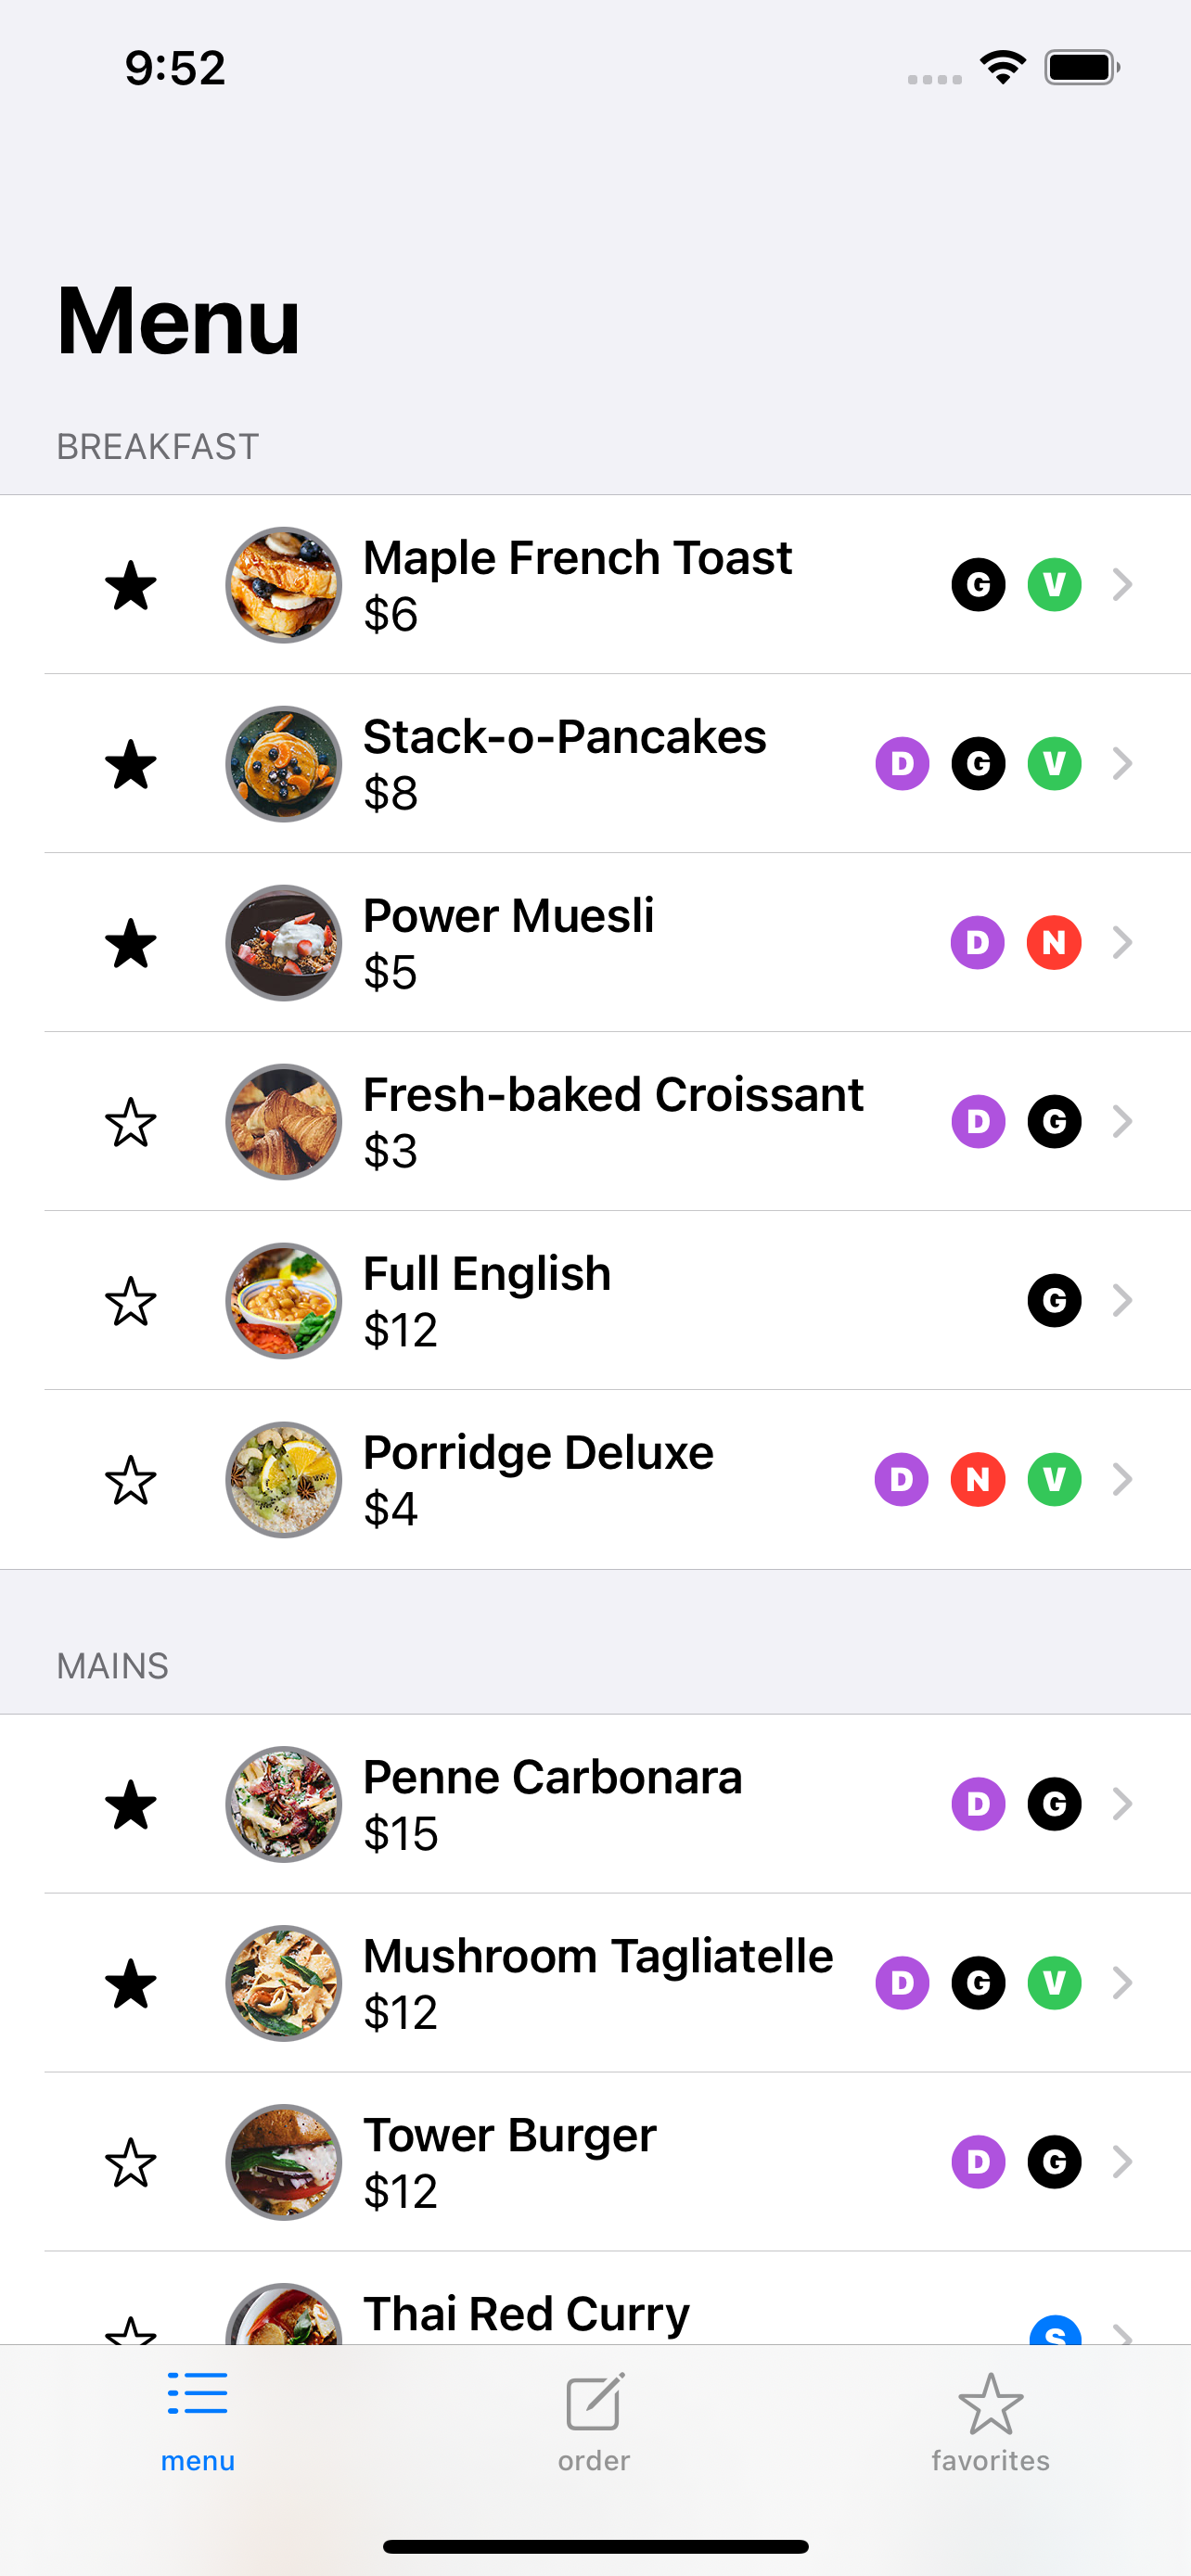 9:52
Menu
BREAKFAST
Maple French Toast
$6
G V
Stack-o-Pancakes
$8
D G V
Power Muesli
$5
D N
Fresh-baked Croissant
$3
D G
Full English
$12
G
Porridge Deluxe
$4
D N V
MAINS
Penne Carbonara
$15
D G
Mushroom Tagliatelle
$12
D G V
Tower Burger
$12
D G
Thai Red Curry
S
menu order favorites